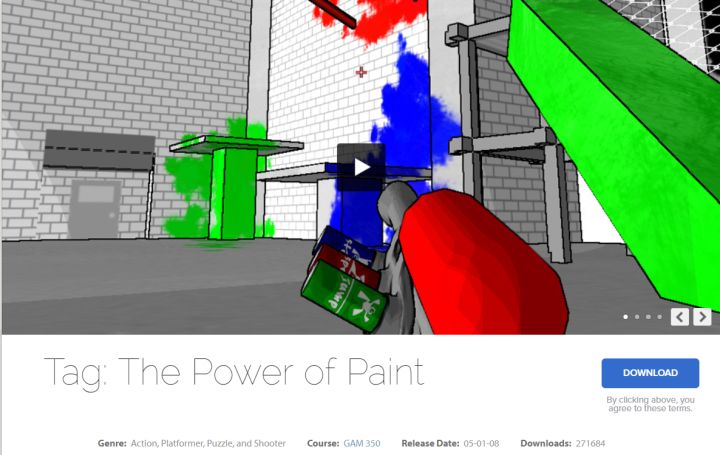 Tag: The Power of Paint
DOWNLOAD
By clicking above, you
agree to these terms.
Genre: Action, Platformer, Puzzle, and Shooter Course: GAM 350 Release Date: 05-01-08 Downloads: 271684